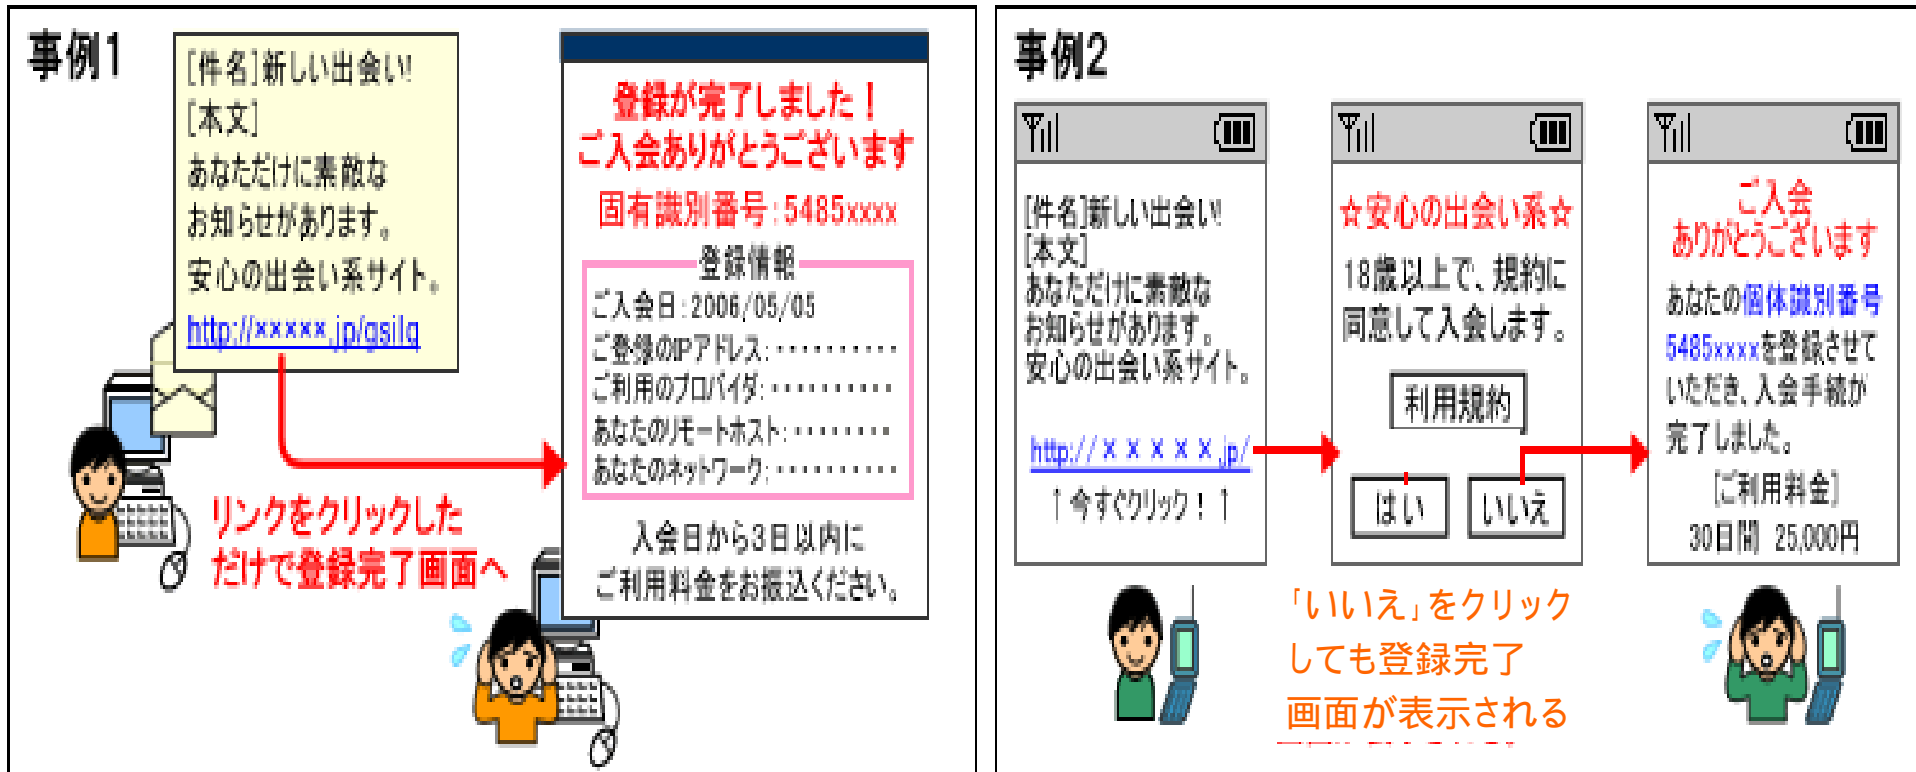 事例1
[件名]新しい出会い!
[本文]
あなただけに素敵な
お知らせがあります。
安心の出会い系サイト。
http://×××××.jp/gsilq
リンクをクリックした
だけで登録完了画面へ
登録が完了しました！
ご入会ありがとうございます
固有識別番号:5485xxxx
登録情報
ご入会日:2006/05/05
ご登録のIPアドレス:・・・・・・・・・・
ご利用のプロバイダ:・・・・・・・・・・
あなたのリモートホスト:・・・・・・・・
あなたのネットワーク:・・・・・・・・・・
入会日から3日以内に
ご利用料金をお振込ください。
事例2
[件名]新しい出会い!
[本文]
あなただけに素敵な
お知らせがあります。
安心の出会い系サイト。
http://×××××.jp/
↑今すぐクリック！↑
☆安心の出会い系☆
18歳以上で、規約に
同意して入会します。
利用規約
はい
いいえ
「いいえ」をクリック
しても登録完了
画面が表示される
ご入会
ありがとうございます
あなたの個体識別番号
5485xxxxを登録させて
いただき、入会手続が
完了しました。
[ご利用料金]
30日間 25,000円